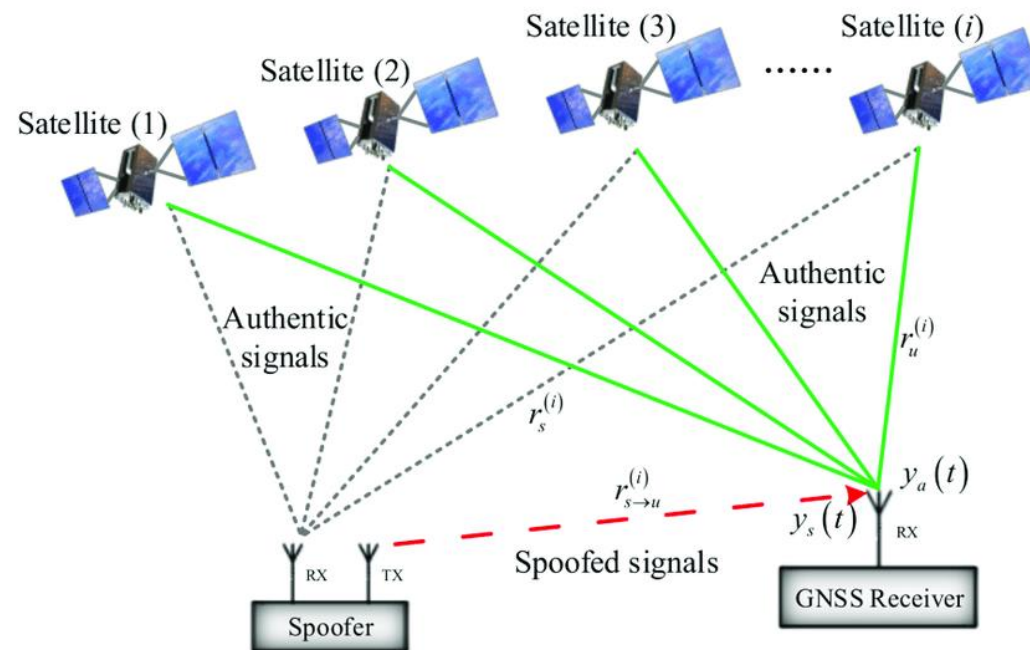 Satellite (1)
Satellite (2)
Satellite (3)
......
Satellite (i)
Authentic
signals
Authentic
signals
r_u^{(i)}
r_s^{(i)}
r_{s→u}^{(i)}
y_a(t)
y_s(t)
RX
TX
RX
Spoofed signals
Spoofer
GNSS Receiver